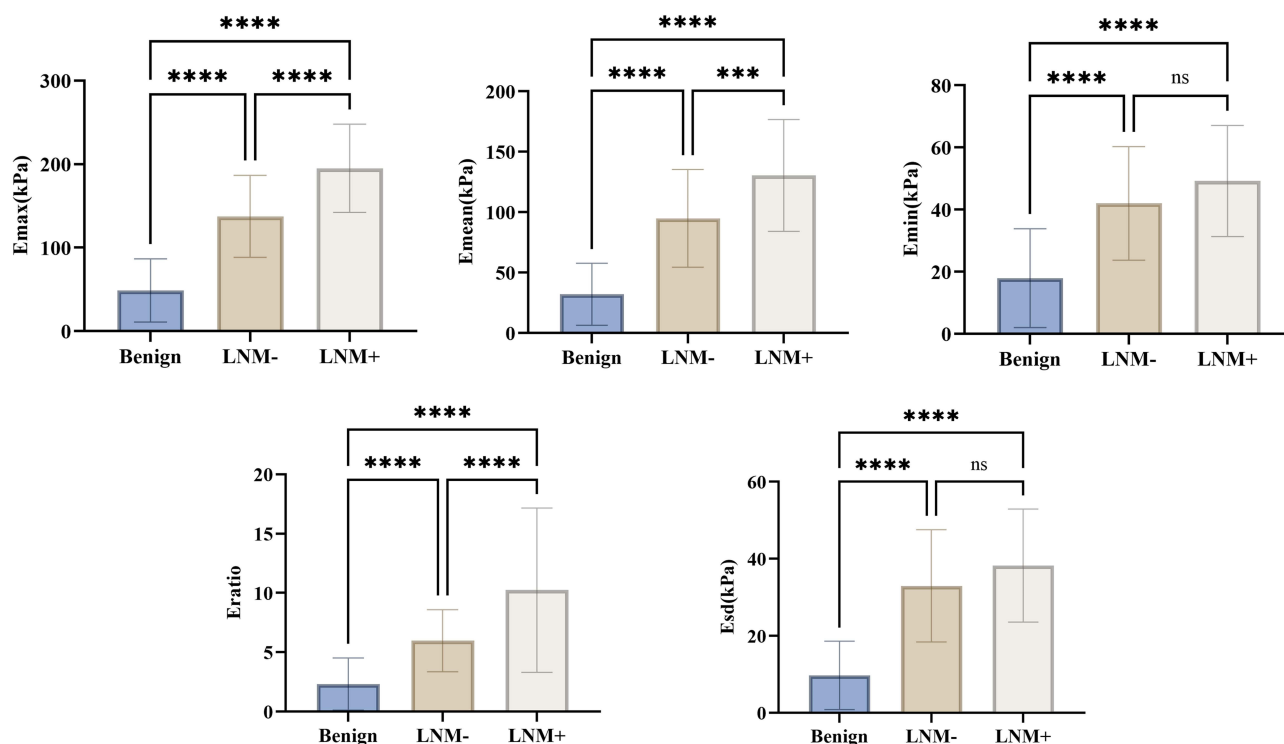 Emax(kPa)
300
200
100
0
****
**** ****
Benign LNM- LNM+
Emean(kPa)
200
150
100
50
0
****
**** ***
Benign LNM- LNM+
Emin(kPa)
80
60
40
20
0
****
**** ns
Benign LNM- LNM+
Eratio
20
15
10
5
0
****
**** ****
Benign LNM- LNM+
Esd(kPa)
60
40
20
0
****
**** ns
Benign LNM- LNM+